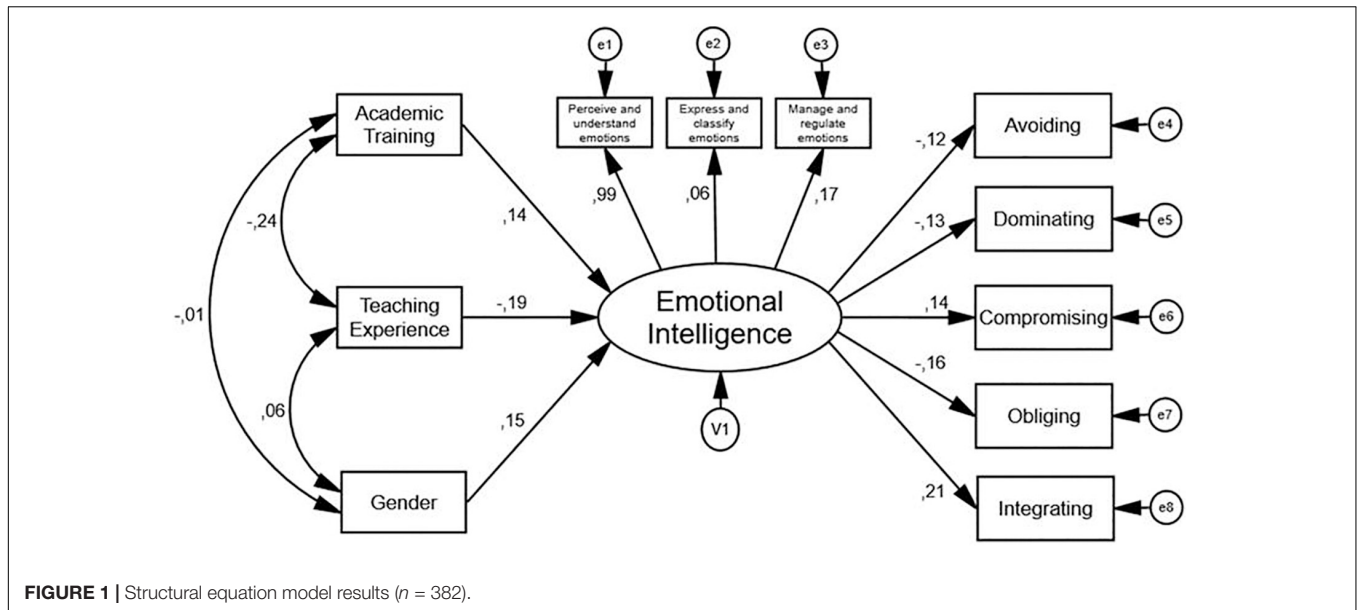 e1
e2
e3
Perceive and
understand
emotions
Express and
classify
emotions
Manage and
regulate
emotions
Academic
Training
Teaching
Experience
Gender
-,24
-,01
,06
,14
-,19
,15
,99
,06
,17
Emotional
Intelligence
V1
-,12
-,13
,14
-,16
,21
Avoiding
e4
Dominating
e5
Compromising
e6
Obliging
e7
Integrating
e8
FIGURE 1 | Structural equation model results (n = 382).